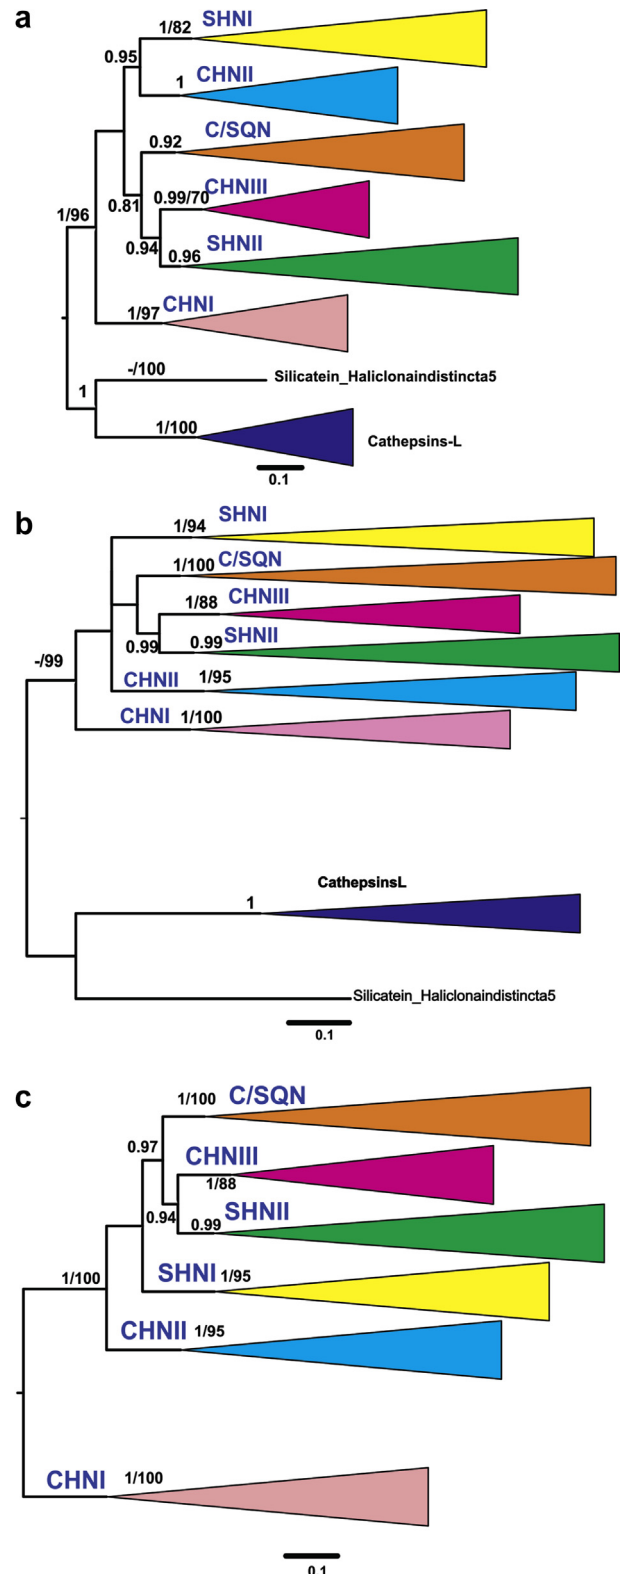 a
SHNI
1/82
0.95
CHNII
1
C/SQN
0.92
CHNIII
0.99/70
0.81
1/96
SHNII
0.94
0.96
CHNI
1/97
-/100
Silicatein_Haliclonaindistincta5
1
1/100
Cathepsins-L
0.1
b
SHNI
1/94
C/SQN
1/100
CHNIII
1/88
SHNII
0.99
0.99
-/99
CHNII
1/95
CHNI
1/100
CathepsinsL
1
Silicatein_Haliclonaindistincta5
0.1
c
C/SQN
1/100
0.97
CHNIII
1/88
SHNII
0.94
0.99
SHNI
1/95
1/100
CHNII
1/95
CHNI
1/100
0.1